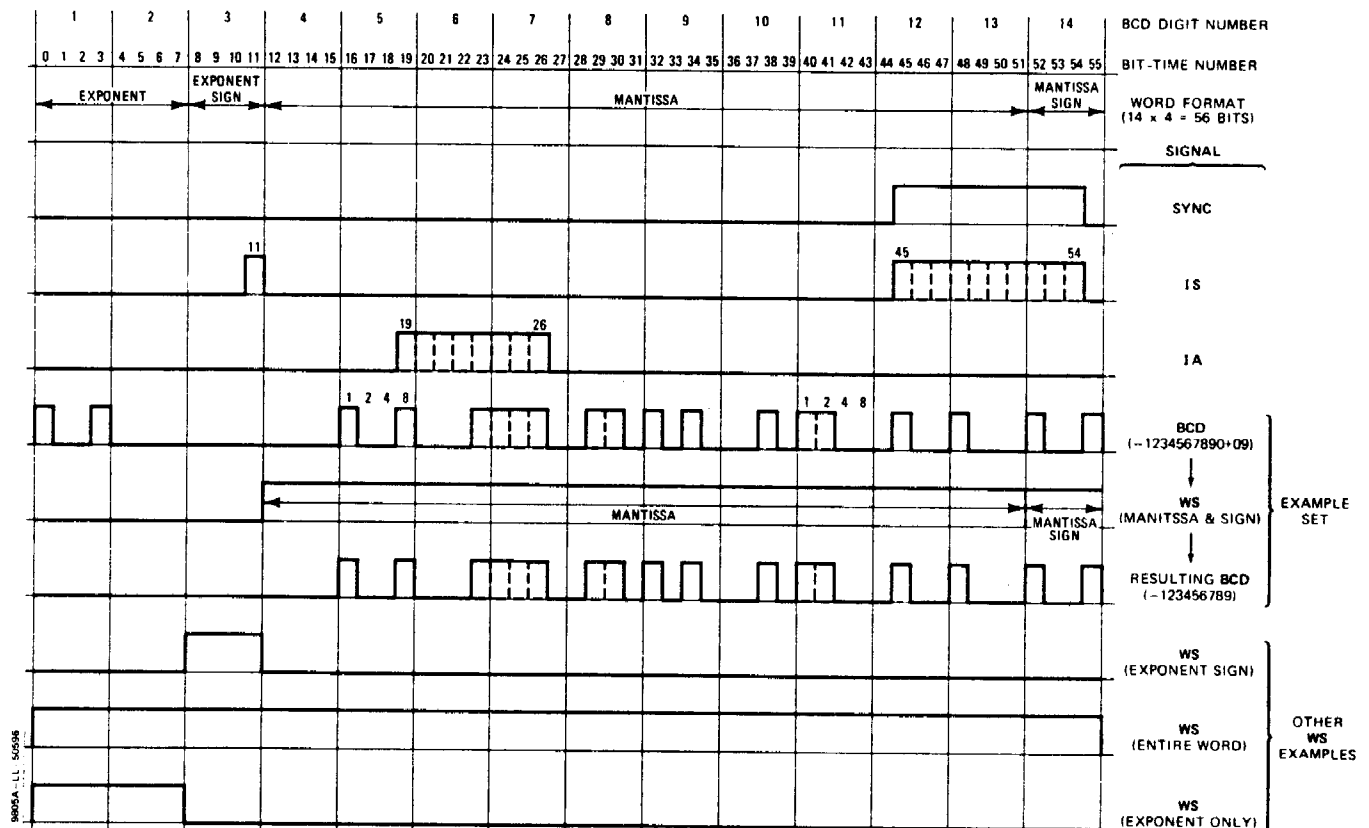 1 2 3 4 5 6 7 8 9 10 11 12 13 14 BCD DIGIT NUMBER
0 1 2 3 4 5 6 7 8 9 10 11 12 13 14 15 16 17 18 19 20 21 22 23 24 25 26 27 28 29 30 31 32 33 34 35 36 37 38 39 40 41 42 43 44 45 46 47 48 49 50 51 52 53 54 55 BIT-TIME NUMBER
EXPONENT
EXPONENT
SIGN
MANTISSA
MANTISSA
SIGN
WORD FORMAT
(14 x 4 = 56 BITS)
SIGNAL
SYNC
11 45 54
IS
19 26
IA
1 2 4 8 1 2 4 8
BCD
(-1234567890+09)
MANTISSA
MANTISSA
SIGN
WS
(MANITSSA & SIGN)
RESULTING BCD
(-123456789)
EXAMPLE
SET
WS
(EXPONENT SIGN)
WS
(ENTIRE WORD)
WS
(EXPONENT ONLY)
OTHER
WS
EXAMPLES
9805A-LL-50596